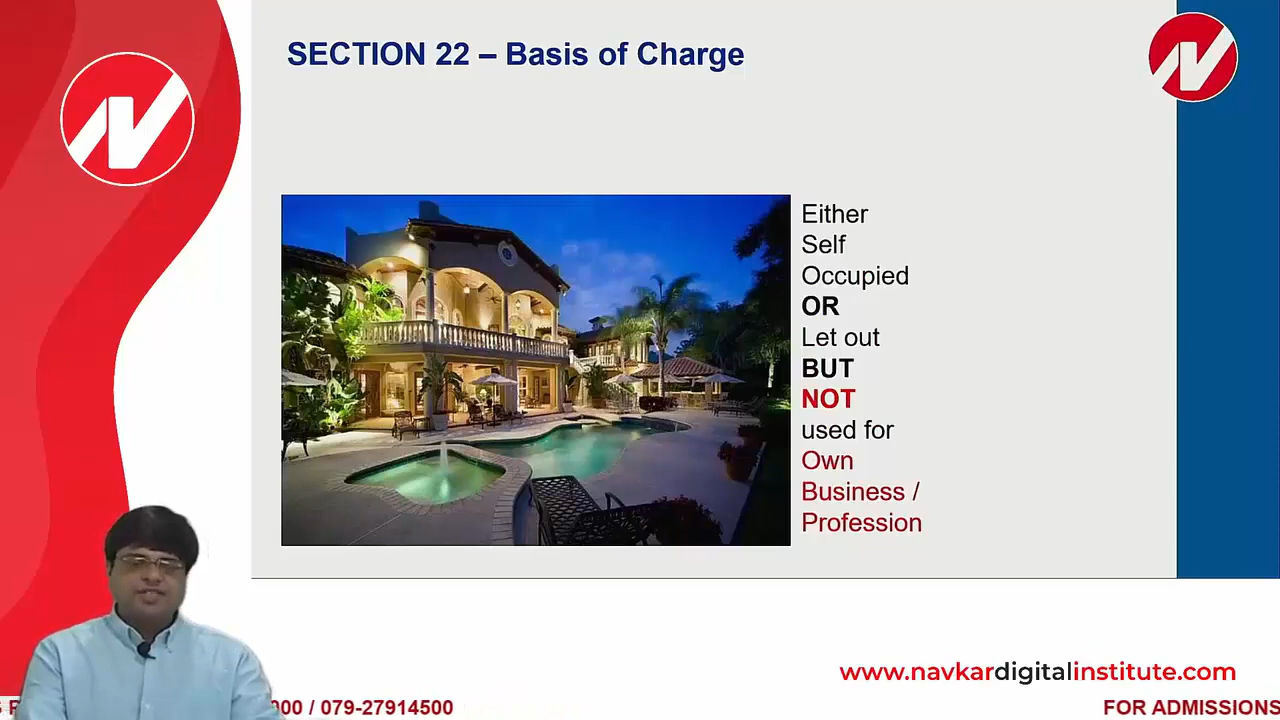 SECTION 22 – Basis of Charge
Either
Self
Occupied
OR
Let out
BUT
NOT
used for
Own
Business /
Profession
www.navkardigitalinstitute.com
000 / 079-27914500
FOR ADMISSIONS